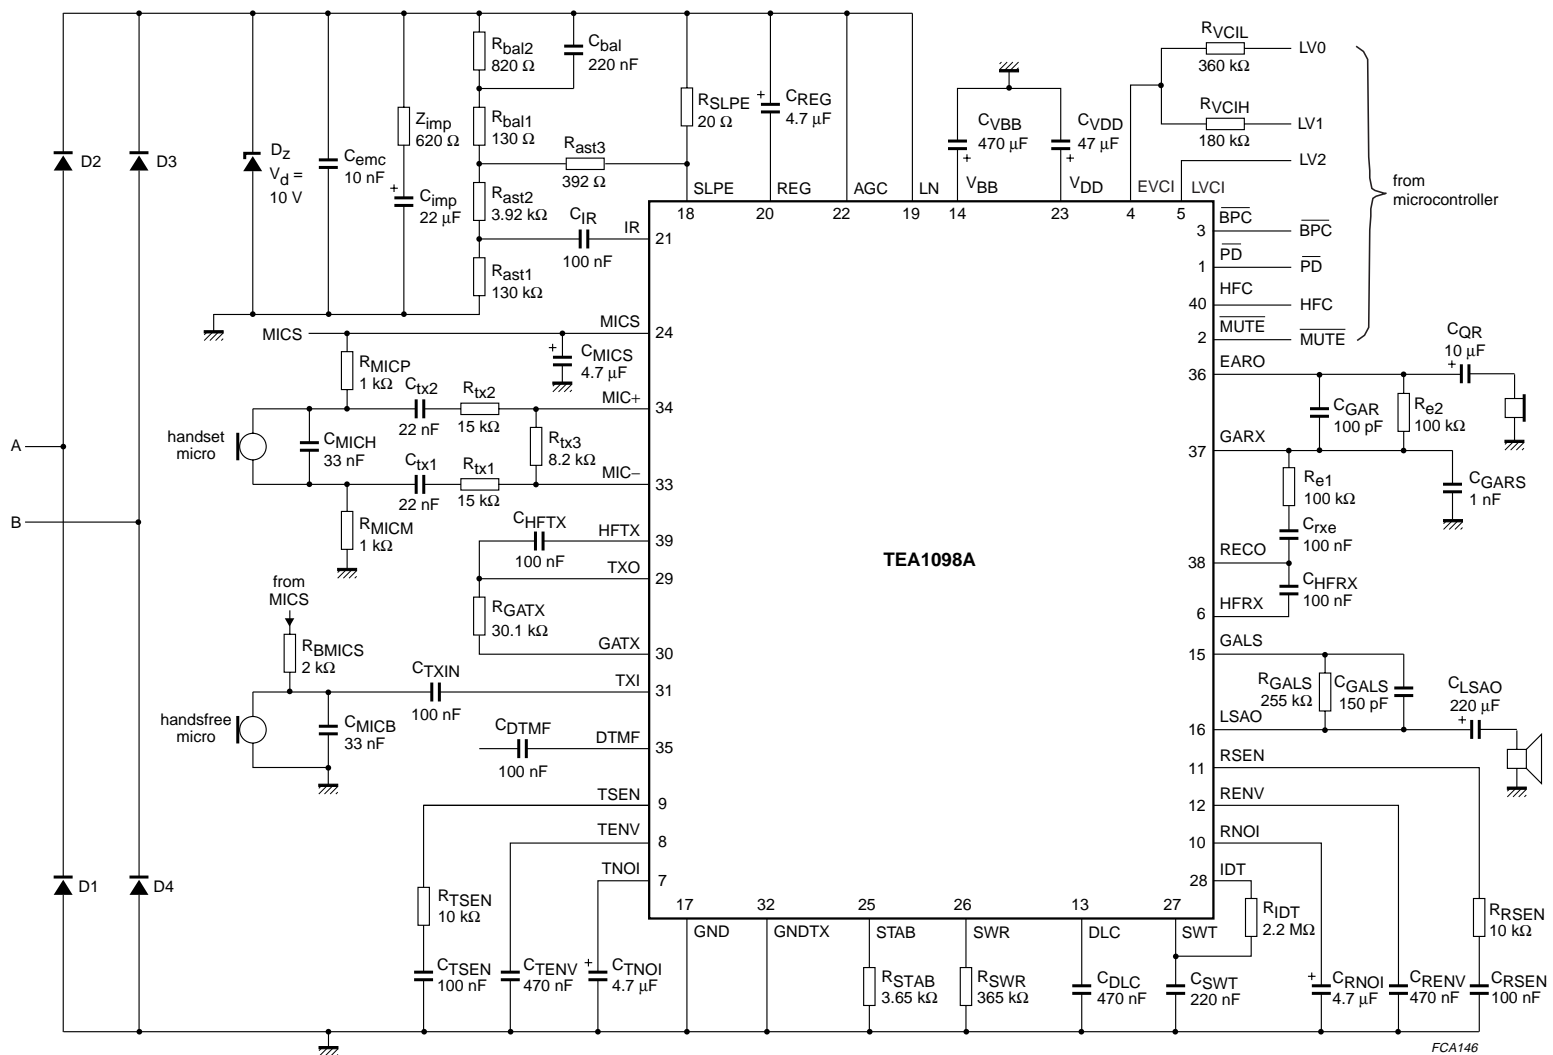 Rbal2
820 Ω
Cbal
220 nF
RVCIL
360 kΩ
LV0
Zimp
620 Ω
Rbal1
130 Ω
RSLPE
20 Ω
CREG
+
4.7 μF
CVBB
470 μF
+
CVDD
47 μF
+
RVCIH
180 kΩ
LV1
LV2
D2
D3
Dz
Vd =
10 V
Cemc
10 nF
+
Cimp
22 μF
Rast3
392 Ω
Rast2
3.92 kΩ
CIR
100 nF
Rast1
130 kΩ
from
microcontroller
SLPE
REG
AGC
LN
VBB
VDD
EVCI
LVCI
18
20
22
19
14
23
4
5
IR
21
BPC
3
BPC
PD
1
PD
HFC
40
HFC
MUTE
2
MUTE
MICS
MICS
24
+
CMICS
4.7 μF
RMICP
1 kΩ
Ctx2
22 nF
Rtx2
15 kΩ
MIC+
34
handset
micro
CMICH
33 nF
Rtx3
8.2 kΩ
Ctx1
22 nF
Rtx1
15 kΩ
MIC−
33
RMICM
1 kΩ
A
B
CHFTX
100 nF
HFTX
39
TXO
29
RGATX
30.1 kΩ
GATX
30
from
MICS
RBMICS
2 kΩ
CTXIN
100 nF
TXI
31
handsfree
micro
CMICB
33 nF
CDTMF
100 nF
DTMF
35
TEA1098A
EARO
36
CQR
10 μF
+
CGAR
100 pF
Re2
100 kΩ
GARX
37
Re1
100 kΩ
CGARS
1 nF
Crxe
100 nF
RECO
38
CHFRX
100 nF
HFRX
6
GALS
15
RGALS
255 kΩ
CGALS
150 pF
CLSAO
220 μF
+
LSAO
16
RSEN
11
RENV
12
RNOI
10
IDT
28
TSEN
9
TENV
8
TNOI
7
D1
D4
RTSEN
10 kΩ
CTSEN
100 nF
CTENV
470 nF
+
CTNOI
4.7 μF
17
32
25
26
13
27
GND
GNDTX
STAB
SWR
DLC
SWT
RIDT
2.2 MΩ
RSTAB
3.65 kΩ
RSWR
365 kΩ
CDLC
470 nF
CSWT
220 nF
+
CRNOI
4.7 μF
CRENV
470 nF
RRSEN
10 kΩ
CRSEN
100 nF
FCA146